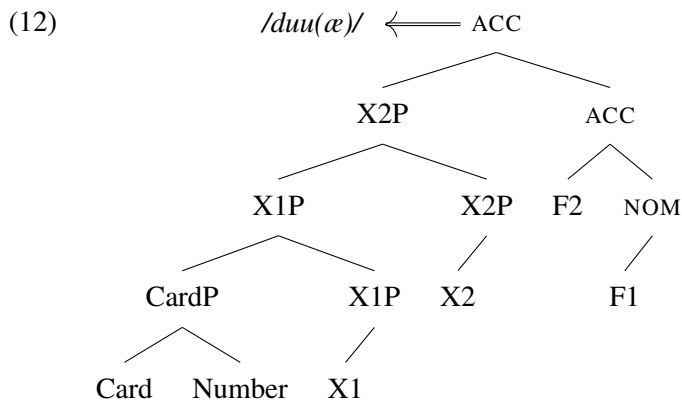 (12) /duu(æ)/ ⟸ ACC
X2P ACC
X1P X2P F2 NOM
CardP X1P X2 F1
Card Number X1